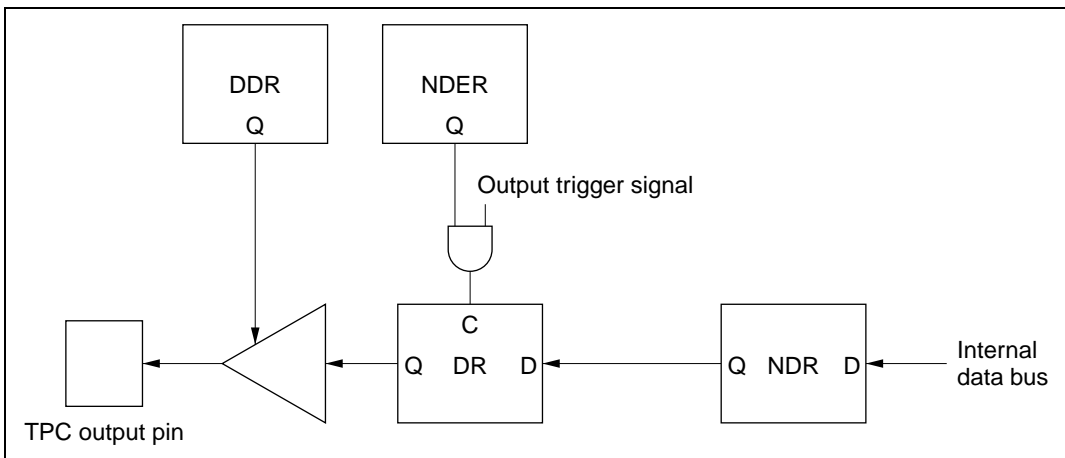 DDR
Q
NDER
Q
Output trigger signal
C
Q DR D
Q NDR D
Internal
data bus
TPC output pin